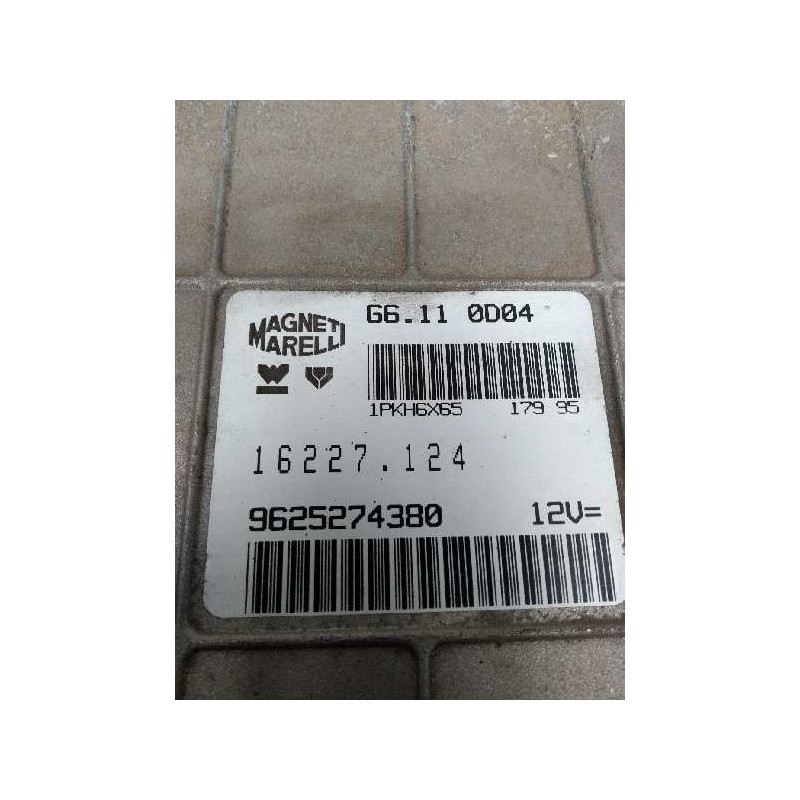 MAGNETI
MARELLI
G6.11 0D04
1PKH6X65 179 95
16227.124
9625274380 12V=